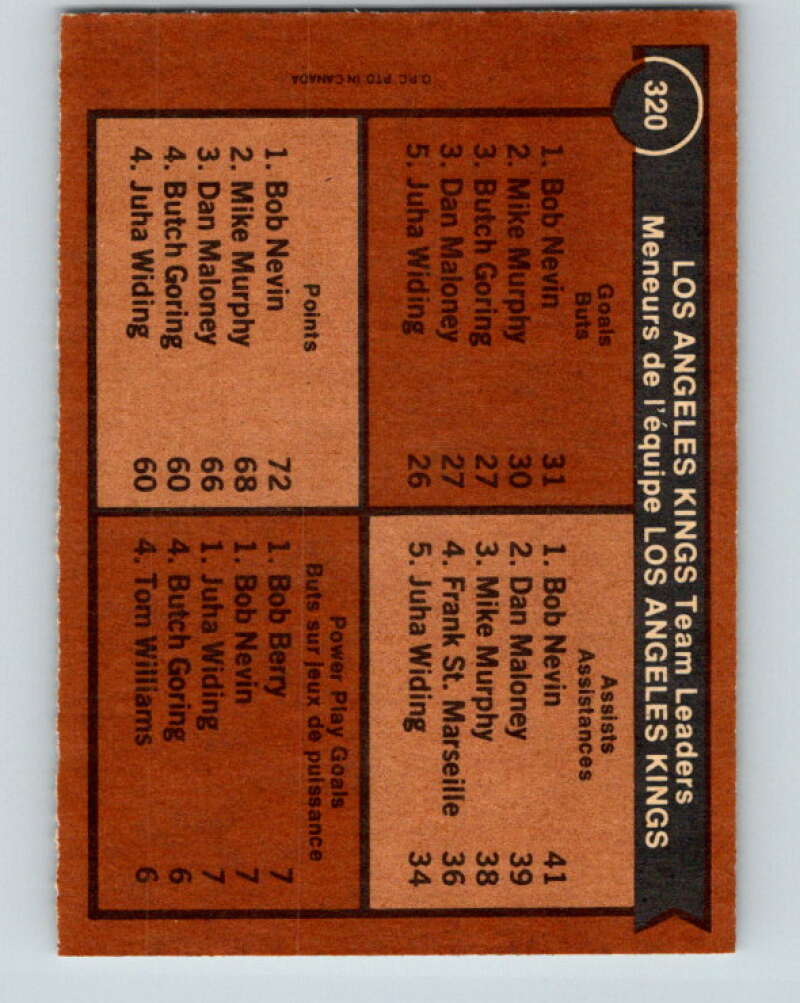 320
LOS ANGELES KINGS Team Leaders
Meneurs de l'équipe LOS ANGELES KINGS
Goals
Buts
1. Bob Nevin 31
2. Mike Murphy 30
3. Butch Goring 27
3. Dan Maloney 27
5. Juha Widing 26
Assists
Assistances
1. Bob Nevin 41
2. Dan Maloney 39
3. Mike Murphy 38
4. Frank St. Marseille 36
5. Juha Widing 34
Points
1. Bob Nevin 72
2. Mike Murphy 68
3. Dan Maloney 66
4. Butch Goring 60
4. Juha Widing 60
Power Play Goals
Buts sur jeux de puissance
1. Bob Berry 7
1. Bob Nevin 7
1. Juha Widing 7
4. Butch Goring 6
4. Tom Williams 6
O.P.C. PTD IN CANADA